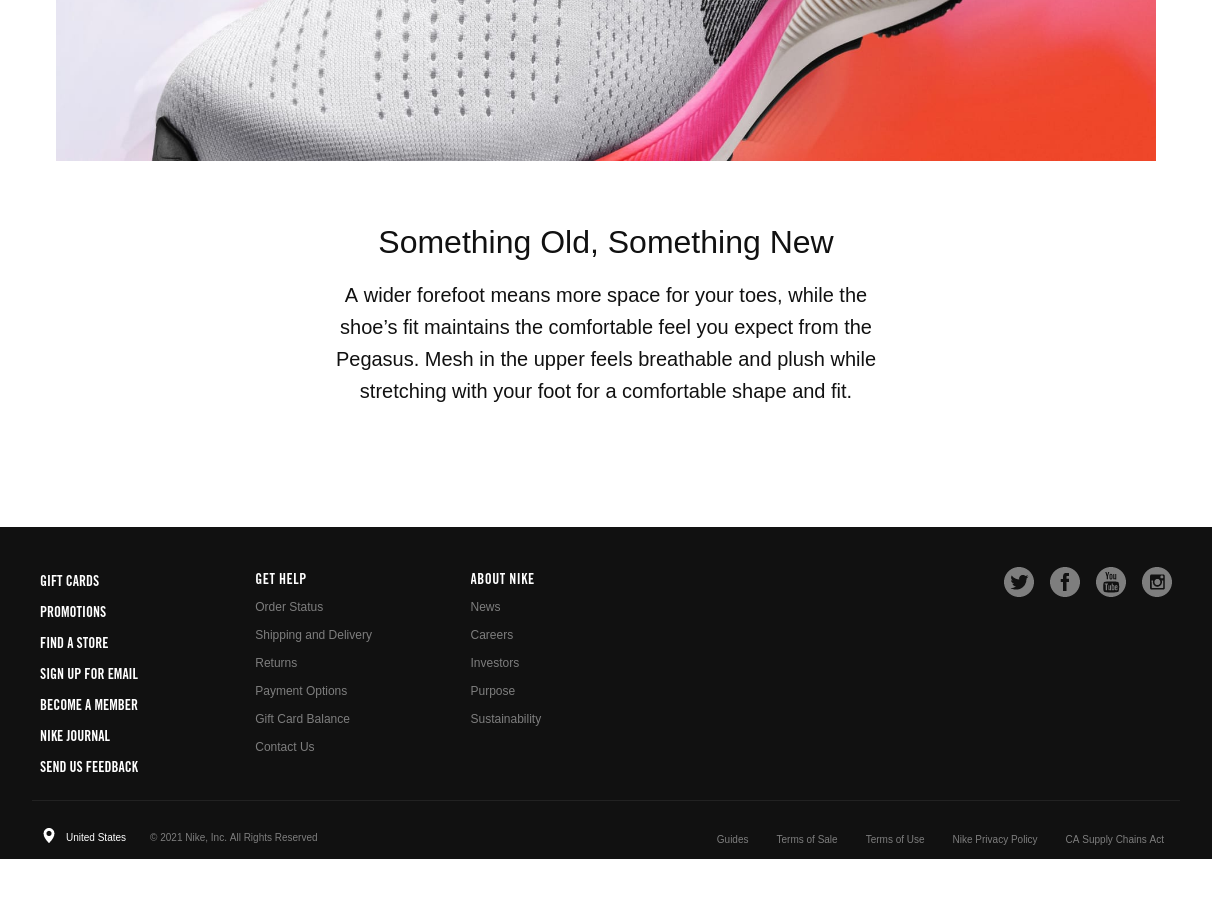 Something Old, Something New
A wider forefoot means more space for your toes, while the
shoe’s fit maintains the comfortable feel you expect from the
Pegasus. Mesh in the upper feels breathable and plush while
stretching with your foot for a comfortable shape and fit.
GIFT CARDS
PROMOTIONS
FIND A STORE
SIGN UP FOR EMAIL
BECOME A MEMBER
NIKE JOURNAL
SEND US FEEDBACK
GET HELP
Order Status
Shipping and Delivery
Returns
Payment Options
Gift Card Balance
Contact Us
ABOUT NIKE
News
Careers
Investors
Purpose
Sustainability
You
Tube
United States
© 2021 Nike, Inc. All Rights Reserved
Guides
Terms of Sale
Terms of Use
Nike Privacy Policy
CA Supply Chains Act